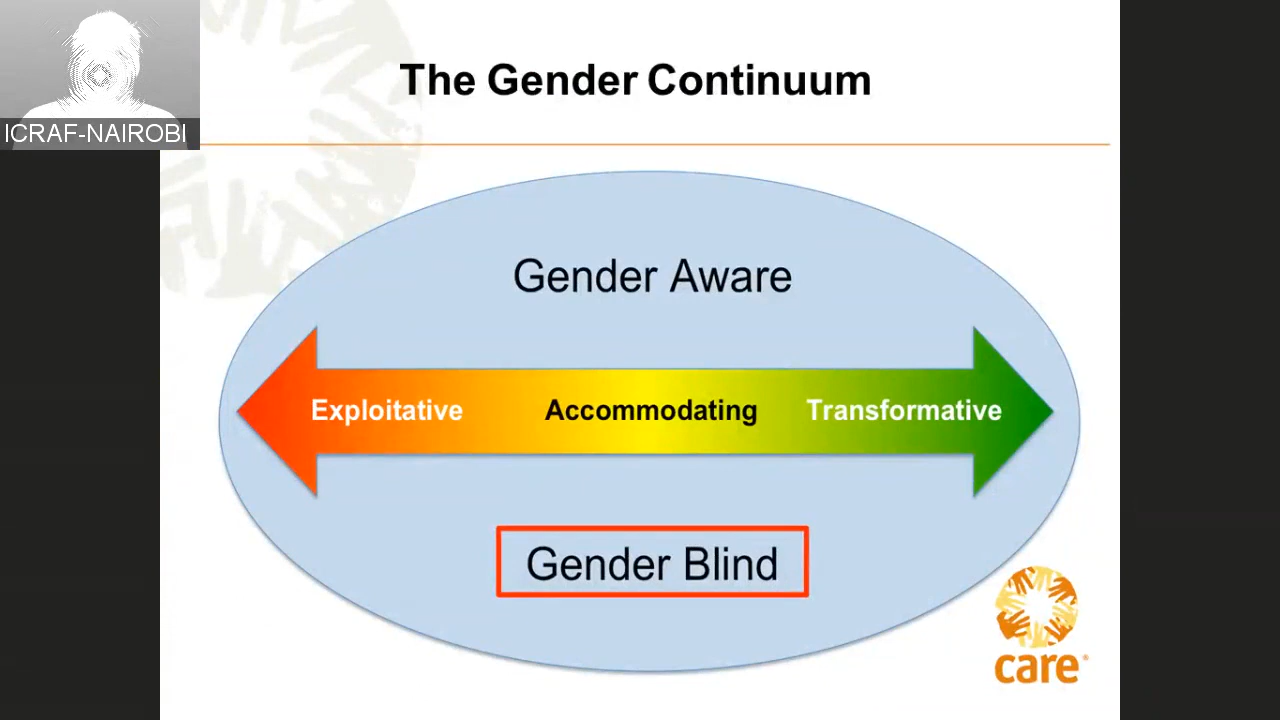 The Gender Continuum
ICRAF-NAIROBI
Gender Aware
Exploitative Accommodating Transformative
Gender Blind
care®